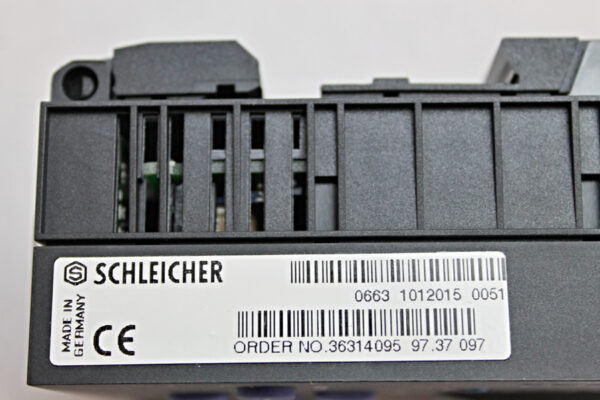 SCHLEICHER
0663 1012015 0051
MADE IN
GERMANY
CE
ORDER NO.36314095 97.37 097